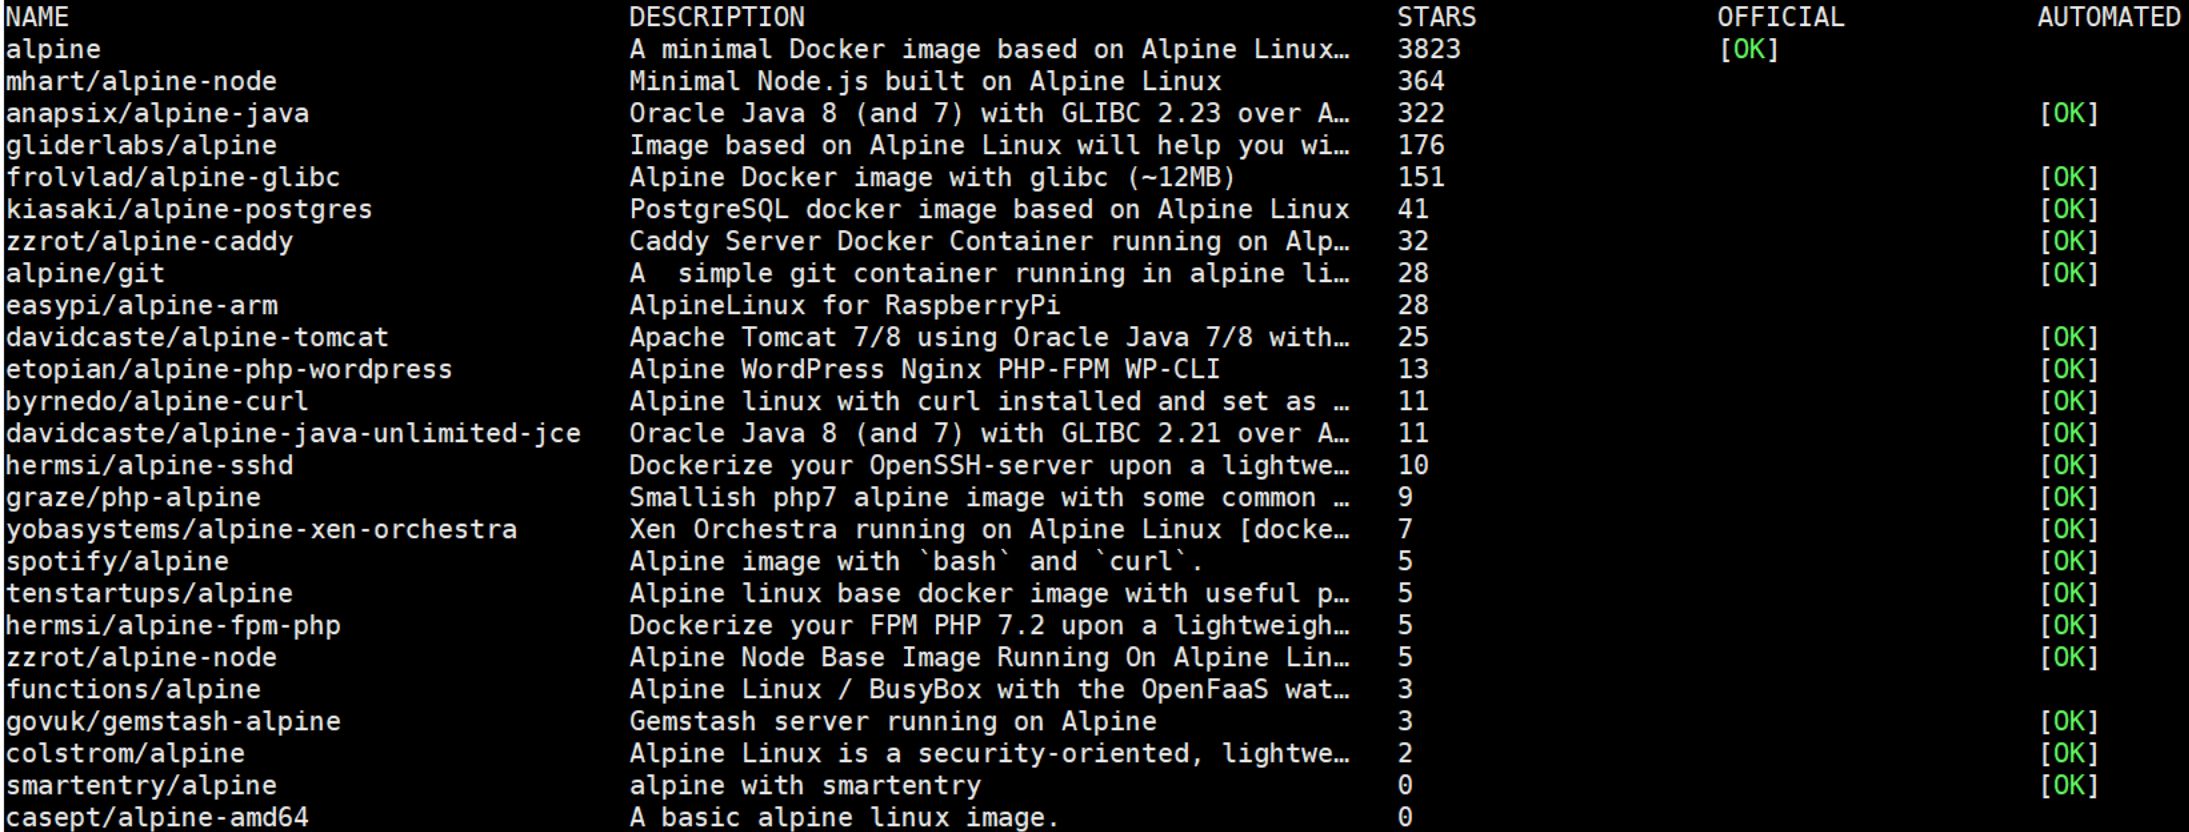 NAME DESCRIPTION STARS OFFICIAL AUTOMATED
alpine A minimal Docker image based on Alpine Linux… 3823 [OK]
mhart/alpine-node Minimal Node.js built on Alpine Linux 364
anapsix/alpine-java Oracle Java 8 (and 7) with GLIBC 2.23 over A… 322 [OK]
gliderlabs/alpine Image based on Alpine Linux will help you wi… 176
frolvlad/alpine-glibc Alpine Docker image with glibc (~12MB) 151 [OK]
kiasaki/alpine-postgres PostgreSQL docker image based on Alpine Linux 41 [OK]
zzrot/alpine-caddy Caddy Server Docker Container running on Alp… 32 [OK]
alpine/git A  simple git container running in alpine li… 28 [OK]
easypi/alpine-arm AlpineLinux for RaspberryPi 28
davidcaste/alpine-tomcat Apache Tomcat 7/8 using Oracle Java 7/8 with… 25 [OK]
etopian/alpine-php-wordpress Alpine WordPress Nginx PHP-FPM WP-CLI 13 [OK]
byrnedo/alpine-curl Alpine linux with curl installed and set as … 11 [OK]
davidcaste/alpine-java-unlimited-jce Oracle Java 8 (and 7) with GLIBC 2.21 over A… 11 [OK]
hermsi/alpine-sshd Dockerize your OpenSSH-server upon a lightwe… 10 [OK]
graze/php-alpine Smallish php7 alpine image with some common … 9 [OK]
yobasystems/alpine-xen-orchestra Xen Orchestra running on Alpine Linux [docke… 7 [OK]
spotify/alpine Alpine image with `bash` and `curl`. 5 [OK]
tenstartups/alpine Alpine linux base docker image with useful p… 5 [OK]
hermsi/alpine-fpm-php Dockerize your FPM PHP 7.2 upon a lightweigh… 5 [OK]
zzrot/alpine-node Alpine Node Base Image Running On Alpine Lin… 5 [OK]
functions/alpine Alpine Linux / BusyBox with the OpenFaaS wat… 3
govuk/gemstash-alpine Gemstash server running on Alpine 3 [OK]
colstrom/alpine Alpine Linux is a security-oriented, lightwe… 2 [OK]
smartentry/alpine alpine with smartentry 0 [OK]
casept/alpine-amd64 A basic alpine linux image. 0